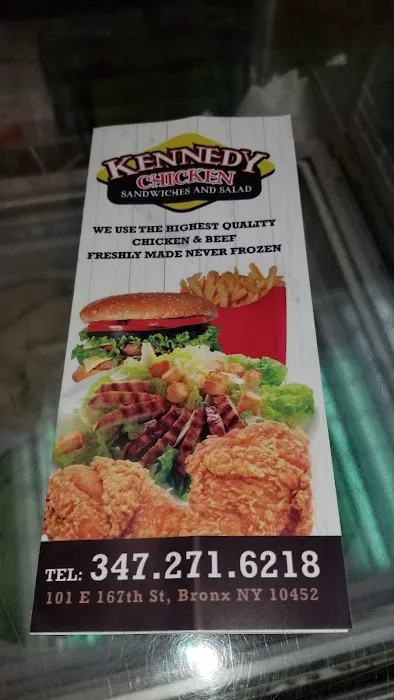 KENNEDY
CHICKEN
SANDWICHES AND SALAD
WE USE THE HIGHEST QUALITY
CHICKEN & BEEF
FRESHLY MADE NEVER FROZEN
TEL: 347.271.6218
101 E 167th St, Bronx NY 10452